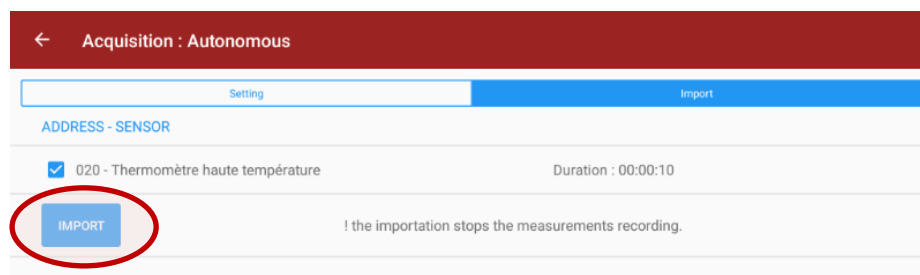 ← Acquisition : Autonomous
Setting Import
ADDRESS - SENSOR
020 - Thermomètre haute température Duration : 00:00:10
IMPORT ! the importation stops the measurements recording.